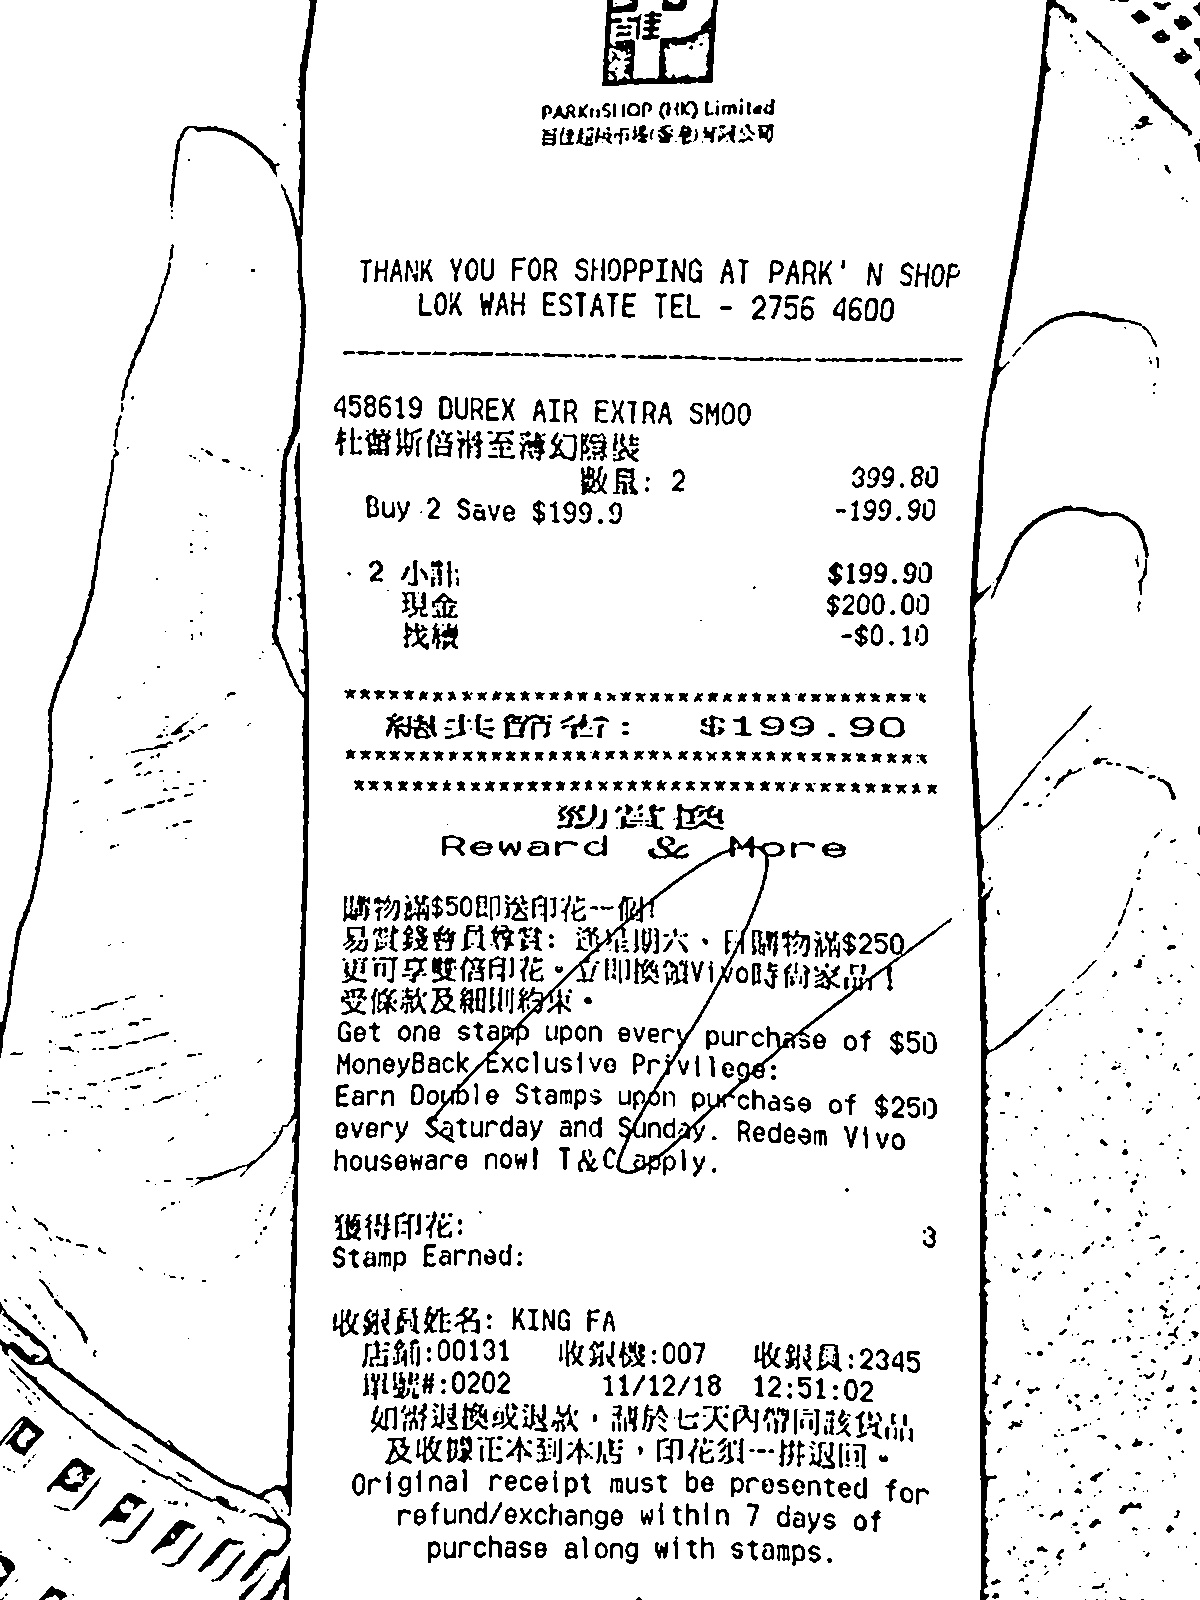 PARKnSHOP (HK) Limited
百佳超級市場(香港)有限公司
THANK YOU FOR SHOPPING AT PARK' N SHOP
LOK WAH ESTATE TEL - 2756 4600
458619 DUREX AIR EXTRA SMOO
杜蕾斯倍滑至薄幻隱裝
數量: 2 399.80
Buy 2 Save $199.9 -199.90
2 小計 $199.90
現金 $200.00
找續 -$0.10
*****************************************
總共節省: $199.90
*****************************************
*****************************************
勁賞換
Reward & More
購物滿$50即送印花一個!
易賞錢會員尊賞: 逢星期六、日購物滿$250
更可享雙倍印花。立即換領Vivo時尚家品!
受條款及細則約束。
Get one stamp upon every purchase of $50
MoneyBack Exclusive Privilege:
Earn Double Stamps upon purchase of $250
every Saturday and Sunday. Redeem Vivo
houseware now! T&C apply.
獲得印花: 3
Stamp Earned:
收銀員姓名: KING FA
店鋪:00131 收銀機:007 收銀員:2345
單號#:0202 11/12/18 12:51:02
如需退換或退款，請於七天內帶同該貨品
及收據正本到本店，印花須一拼退回。
Original receipt must be presented for
refund/exchange within 7 days of
purchase along with stamps.